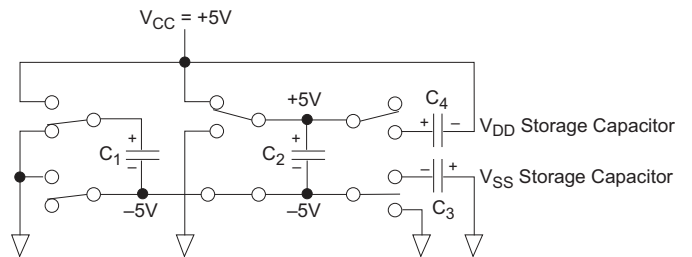 V_CC = +5V
+5V
C_4
+ −
V_DD Storage Capacitor
+
C_1
−
+
C_2
−
− +
V_SS Storage Capacitor
C_3
−5V
−5V